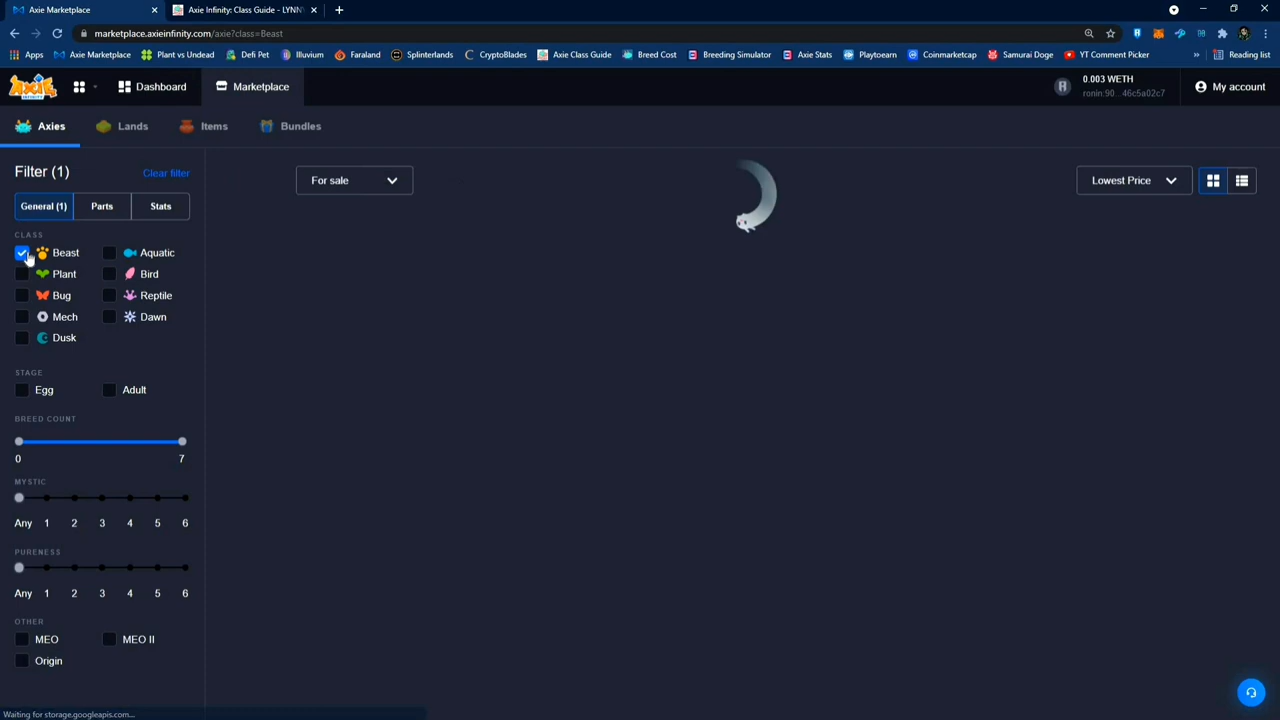 Axie Marketplace
Axie Infinity: Class Guide - LYNN
marketplace.axieinfinity.com/axie?class=Beast
Apps Axie Marketplace Plant vs Undead Defi Pet Illuvium Faraland Splinterlands CryptoBlades Axie Class Guide Breed Cost Breeding Simulator Axie Stats Playtoearn Coinmarketcap Samurai Doge YT Comment Picker » Reading list
AXIE INFINITY Dashboard Marketplace 0.003 WETH My account
ronin:90...46c5a02c7
Axies Lands Items Bundles
Filter (1) Clear filter
For sale Lowest Price
General (1) Parts Stats
CLASS
Beast Aquatic
Plant Bird
Bug Reptile
Mech Dawn
Dusk
STAGE
Egg Adult
BREED COUNT
0 7
MYSTIC
Any 1 2 3 4 5 6
PURENESS
Any 1 2 3 4 5 6
OTHER
MEO MEO II
Origin
Waiting for storage.googleapis.com...